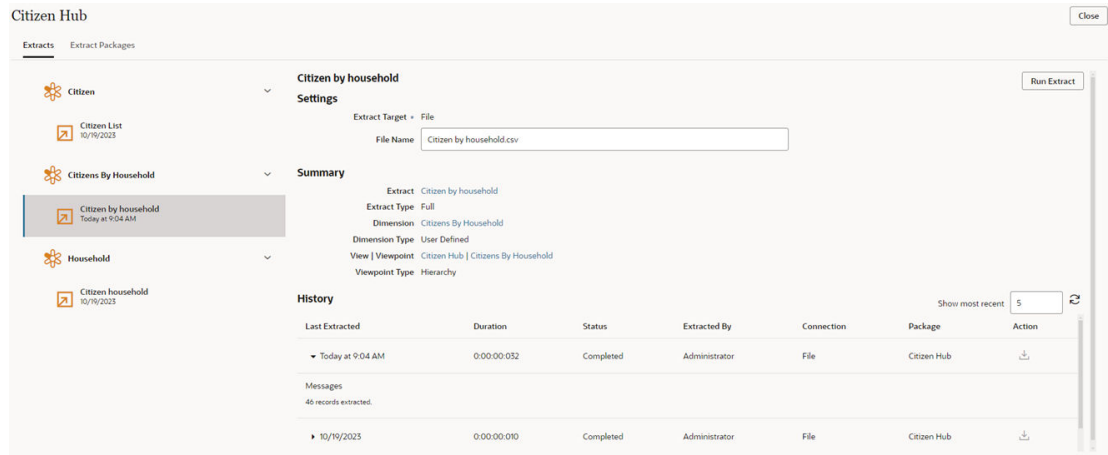 Citizen Hub
Close
Extracts Extract Packages
Citizen
Citizen List
10/19/2023
Citizens By Household
Citizen by household
Today at 9:04 AM
Household
Citizen household
10/19/2023
Citizen by household
Run Extract
Settings
Extract Target File
File Name Citizen by household.csv
Summary
Extract Citizen by household
Extract Type Full
Dimension Citizens By Household
Dimension Type User Defined
View | Viewpoint Citizen Hub | Citizens By Household
Viewpoint Type Hierarchy
History
Show most recent 5
Last Extracted Duration Status Extracted By Connection Package Action
Today at 9:04 AM 0:00:00:032 Completed Administrator File Citizen Hub
Messages
46 records extracted.
10/19/2023 0:00:00:010 Completed Administrator File Citizen Hub